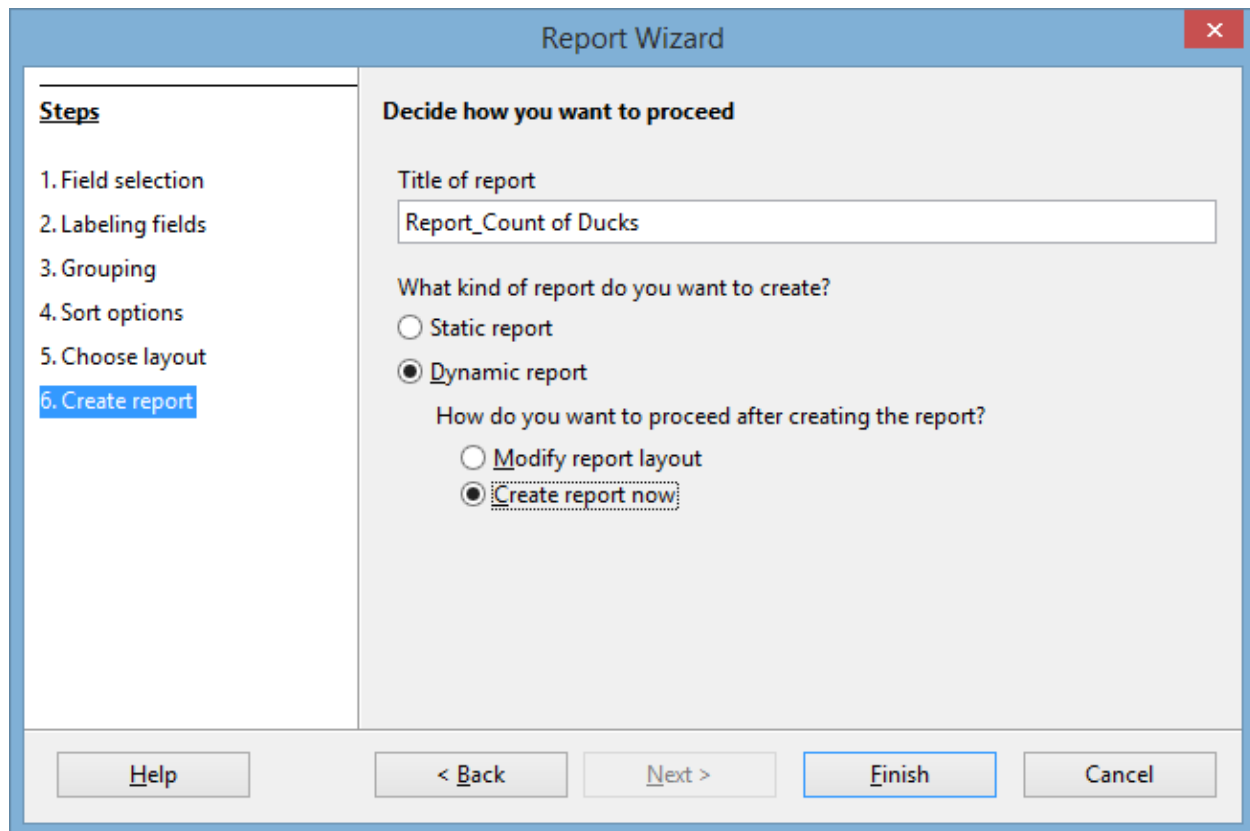 Report Wizard
Steps
1. Field selection
2. Labeling fields
3. Grouping
4. Sort options
5. Choose layout
6. Create report
Decide how you want to proceed
Title of report
Report_Count of Ducks
What kind of report do you want to create?
Static report
Dynamic report
How do you want to proceed after creating the report?
Modify report layout
Create report now
Help
< Back
Next >
Finish
Cancel